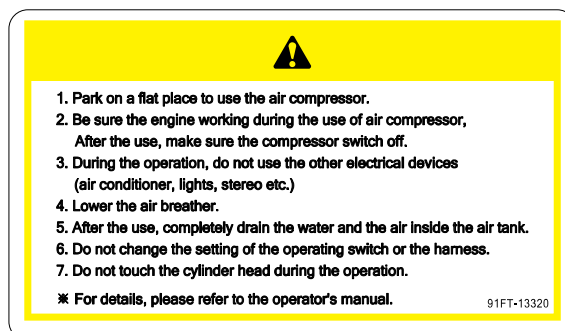 1. Park on a flat place to use the air compressor.
2. Be sure the engine working during the use of air compressor,
After the use, make sure the compressor switch off.
3. During the operation, do not use the other electrical devices
(air conditioner, lights, stereo etc.)
4. Lower the air breather.
5. After the use, completely drain the water and the air inside the air tank.
6. Do not change the setting of the operating switch or the harness.
7. Do not touch the cylinder head during the operation.
※ For details, please refer to the operator's manual.
91FT-13320